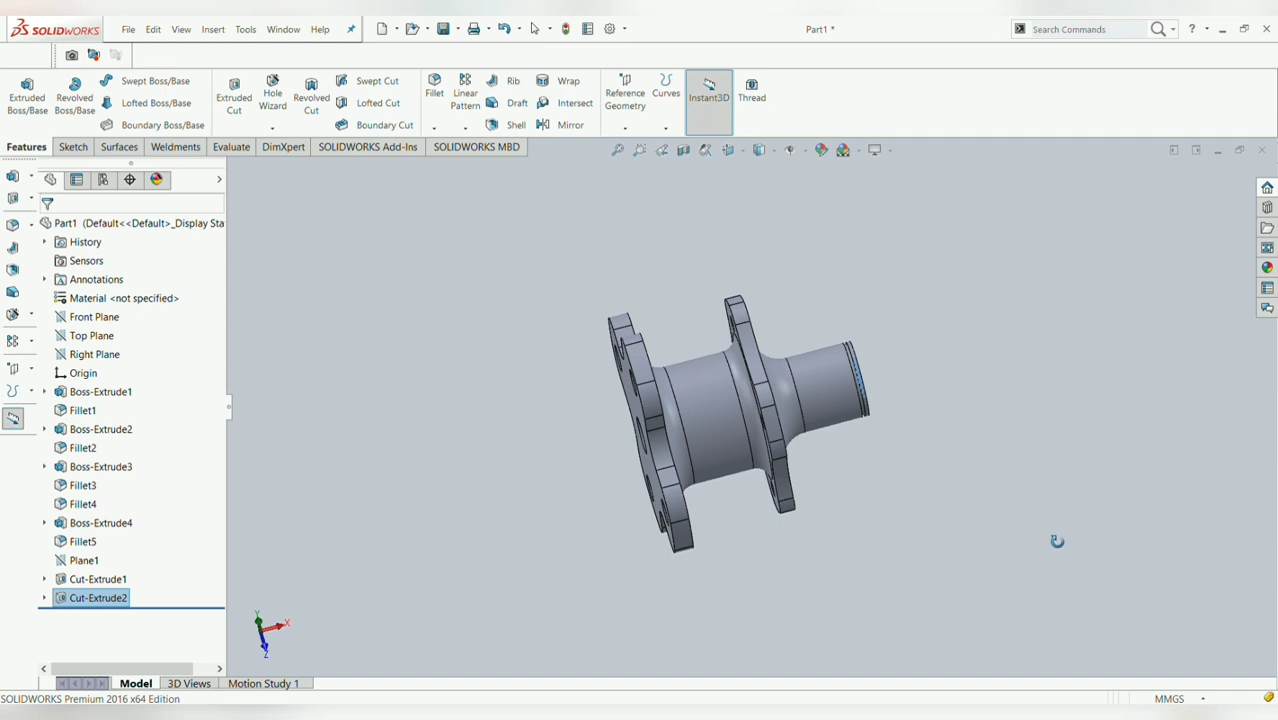 SOLIDWORKS File Edit View Insert Tools Window Help Part1 * Search Commands ?
Extruded Boss/Base
Revolved Boss/Base
Swept Boss/Base
Lofted Boss/Base
Boundary Boss/Base
Extruded Cut
Hole Wizard
Revolved Cut
Swept Cut
Lofted Cut
Boundary Cut
Fillet
Linear Pattern
Rib
Draft
Shell
Wrap
Intersect
Mirror
Reference Geometry
Curves
Instant3D
Thread
Features Sketch Surfaces Weldments Evaluate DimXpert SOLIDWORKS Add-Ins SOLIDWORKS MBD
Part1 (Default<<Default>_Display Sta
History
Sensors
Annotations
Material <not specified>
Front Plane
Top Plane
Right Plane
Origin
Boss-Extrude1
Fillet1
Boss-Extrude2
Fillet2
Boss-Extrude3
Fillet3
Fillet4
Boss-Extrude4
Fillet5
Plane1
Cut-Extrude1
Cut-Extrude2
Y
X
Z
Model 3D Views Motion Study 1
SOLIDWORKS Premium 2016 x64 Edition MMGS